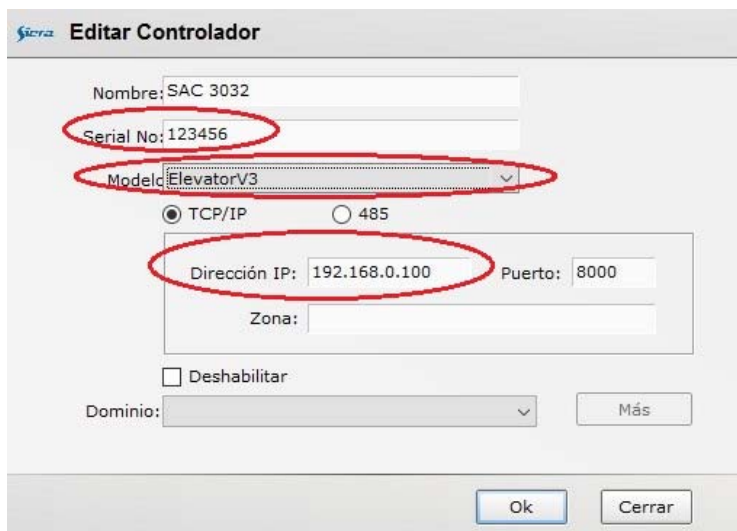 Siera Editar Controlador
Nombre: SAC 3032
Serial No: 123456
Modelo ElevatorV3
TCP/IP 485
Dirección IP: 192.168.0.100 Puerto: 8000
Zona:
Deshabilitar
Dominio: Más
Ok Cerrar